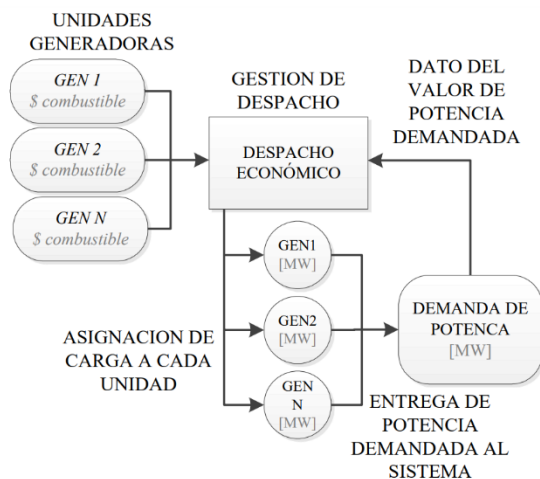 UNIDADES
GENERADORAS
GEN 1
$ combustible
GEN 2
$ combustible
GEN N
$ combustible
GESTION DE
DESPACHO
DESPACHO
ECONÓMICO
DATO DEL
VALOR DE
POTENCIA
DEMANDADA
GEN1
[MW]
GEN2
[MW]
GEN
N
[MW]
ASIGNACION DE
CARGA A CADA
UNIDAD
DEMANDA DE
POTENCA
[MW]
ENTREGA DE
POTENCIA
DEMANDADA AL
SISTEMA